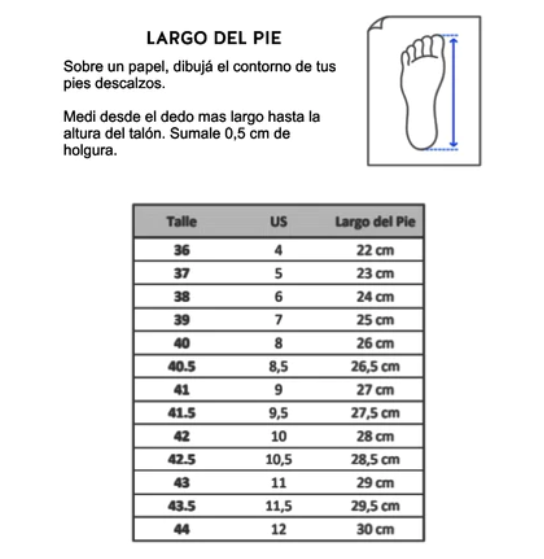 LARGO DEL PIE
Sobre un papel, dibujá el contorno de tus
pies descalzos.
Medi desde el dedo mas largo hasta la
altura del talón. Sumale 0,5 cm de
holgura.
Talle US Largo del Pie
36 4 22 cm
37 5 23 cm
38 6 24 cm
39 7 25 cm
40 8 26 cm
40.5 8,5 26,5 cm
41 9 27 cm
41.5 9,5 27,5 cm
42 10 28 cm
42.5 10,5 28,5 cm
43 11 29 cm
43.5 11,5 29,5 cm
44 12 30 cm